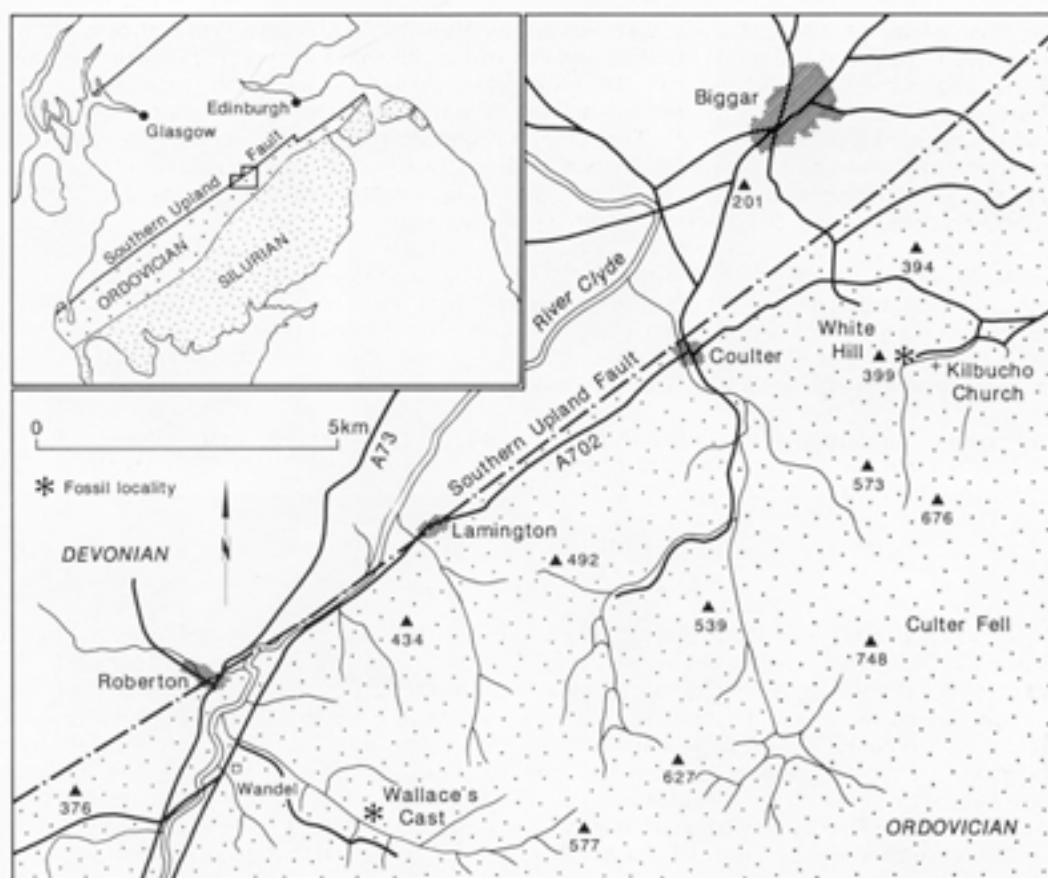 Edinburgh
Glasgow
Southern Upland Fault
ORDOVICIAN
SILURIAN
Biggar
201
394
River Clyde
White
Hill
399
Kilbucho
Church
Coulter
0 5km
A73
Southern Upland Fault
A702
Fossil locality
573
676
Lamington
DEVONIAN
492
434
539
Culter Fell
748
Roberton
627
Wandel
376
Wallace's
Cast
577
ORDOVICIAN